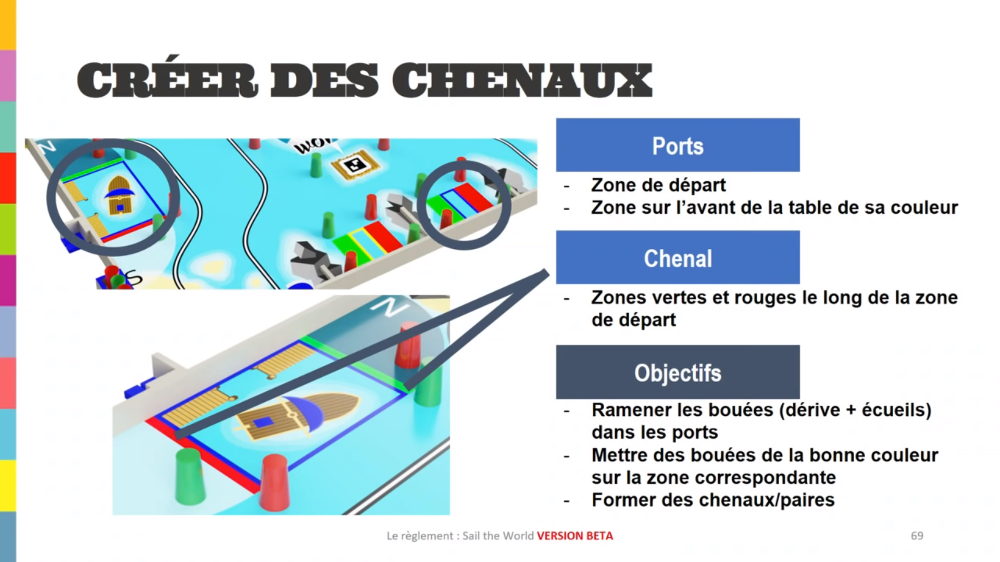 CRÉER DES CHENAUX
N
S
N
Ports
- Zone de départ
- Zone sur l’avant de la table de sa couleur
Chenal
- Zones vertes et rouges le long de la zone
de départ
Objectifs
- Ramener les bouées (dérive + écueils)
dans les ports
- Mettre des bouées de la bonne couleur
sur la zone correspondante
- Former des chenaux/paires
Le règlement : Sail the World VERSION BETA
69